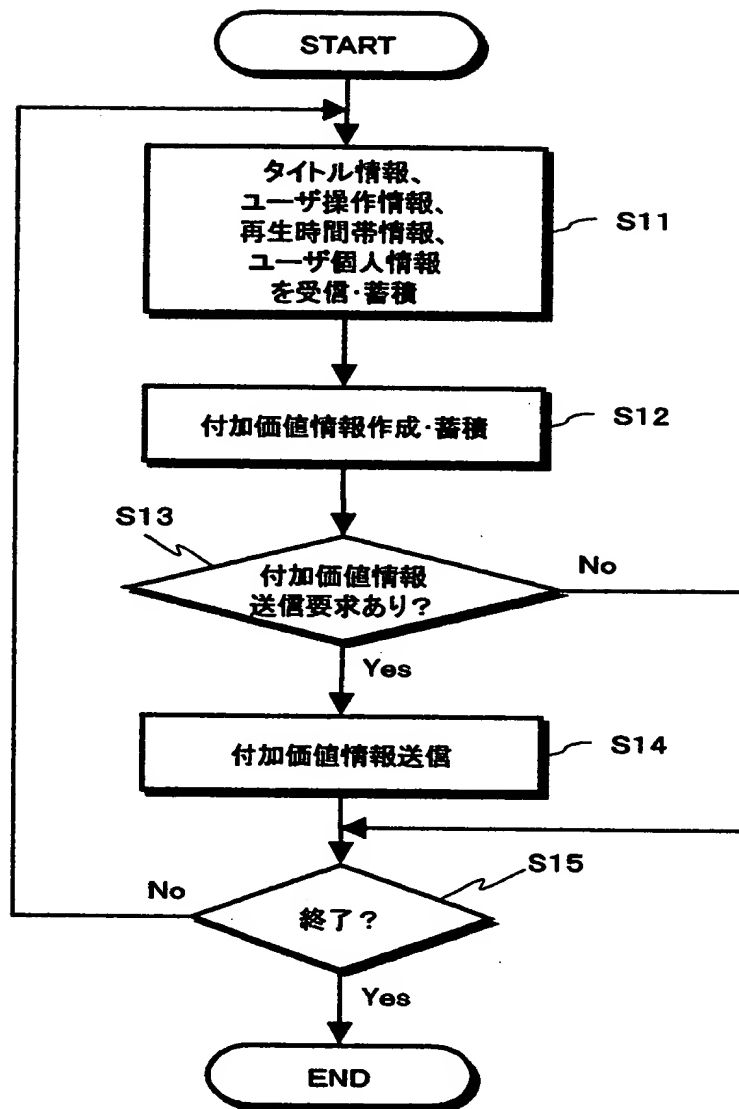 START
タイトル情報、
ユーザ操作情報、
再生時間帯情報、
ユーザ個人情報
を受信・蓄積
S11
付加価値情報作成・蓄積
S12
S13
付加価値情報
送信要求あり？
No
Yes
付加価値情報送信
S14
S15
No
終了？
Yes
END